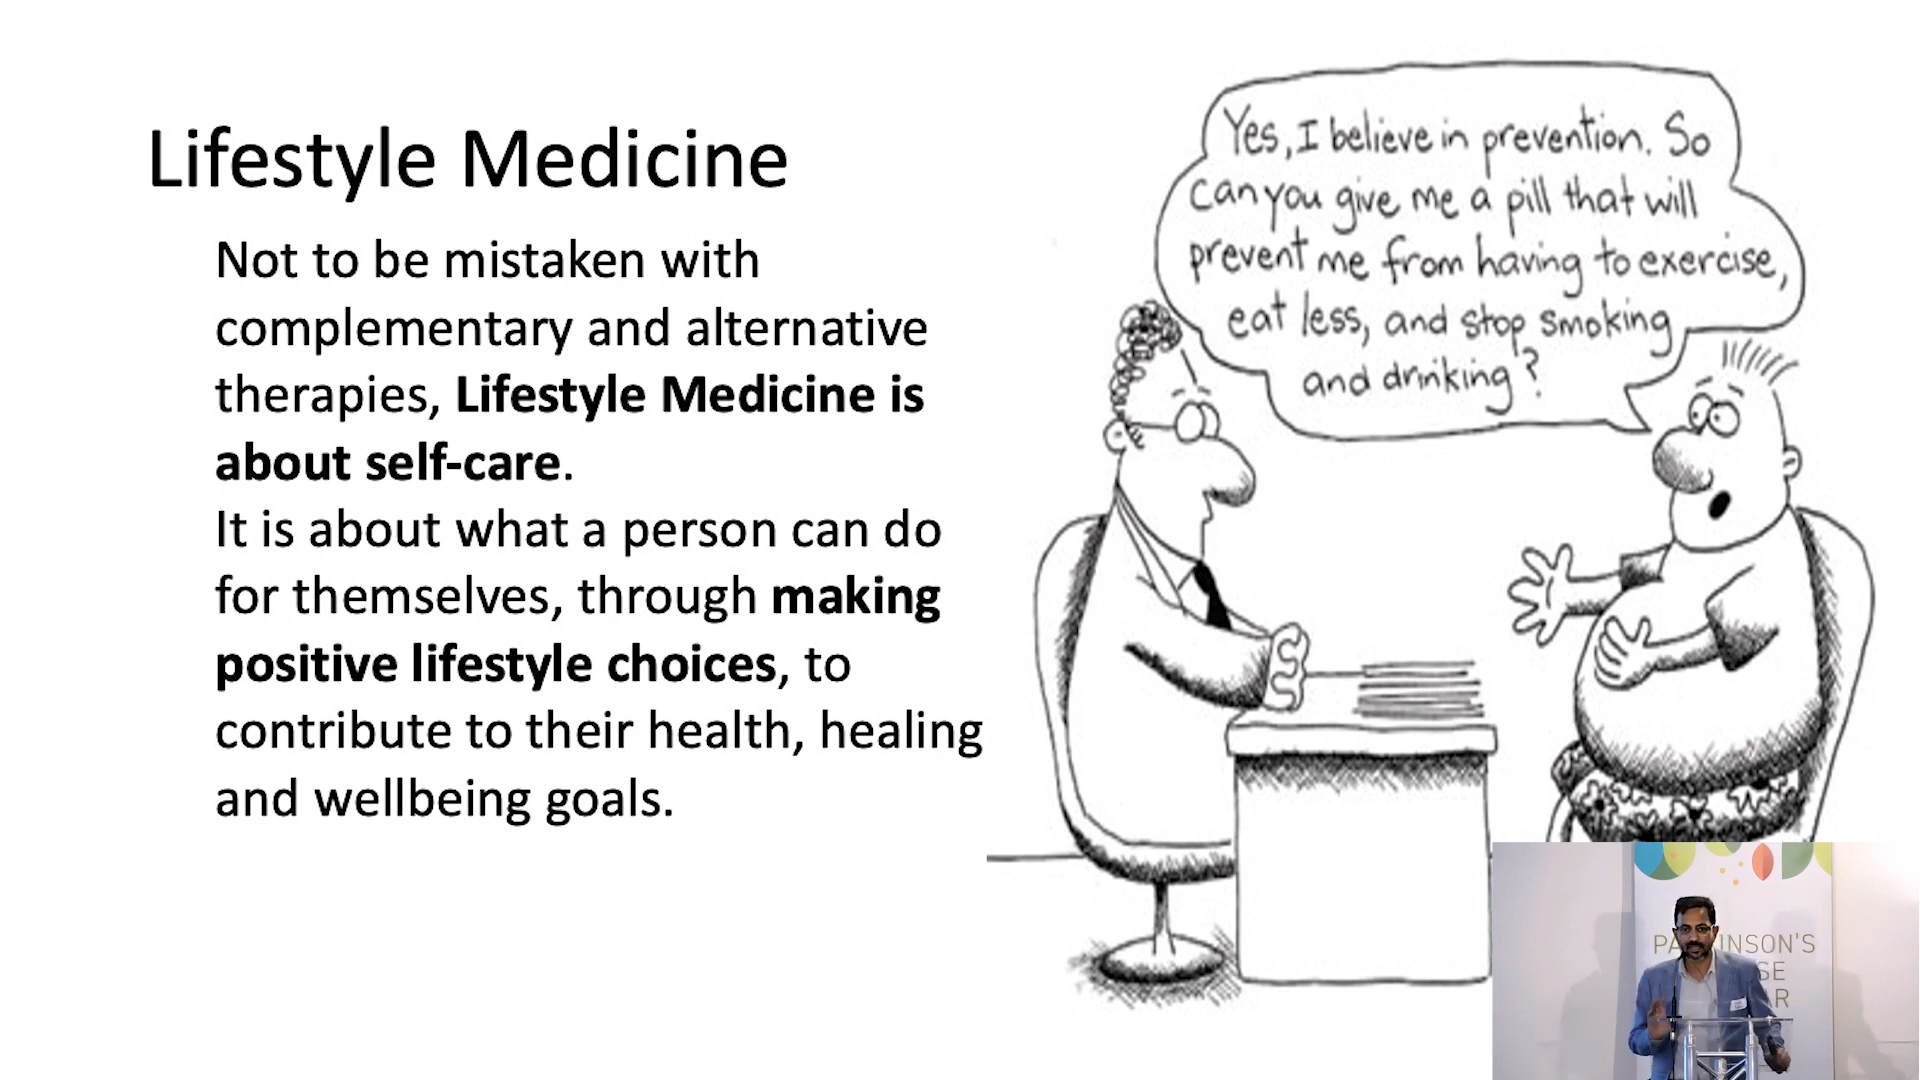 Lifestyle Medicine
Not to be mistaken with
complementary and alternative
therapies, Lifestyle Medicine is
about self-care.
It is about what a person can do
for themselves, through making
positive lifestyle choices, to
contribute to their health, healing
and wellbeing goals.
Yes, I believe in prevention. So
can you give me a pill that will
prevent me from having to exercise,
eat less, and stop smoking
and drinking?